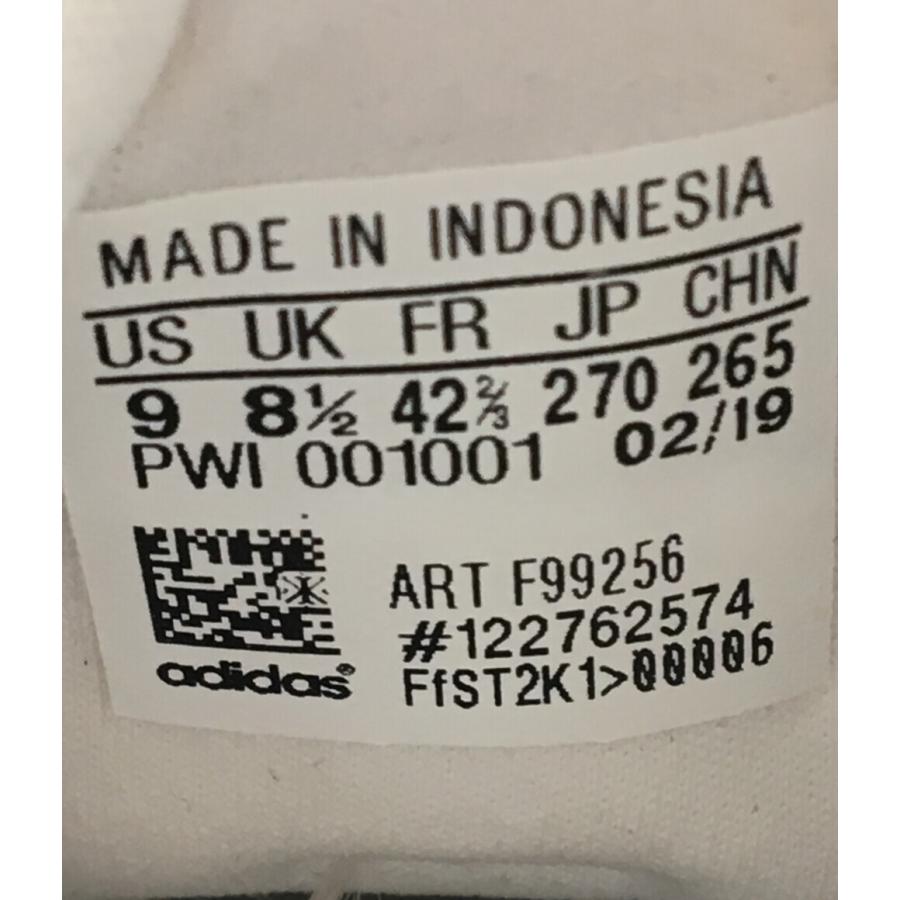 MADE IN INDONESIA
US UK FR JP CHN
9 8½ 42⅔ 270 265
PWI 001001 02/19
ART F99256
#122762574
adidas® FfST2K1>00006